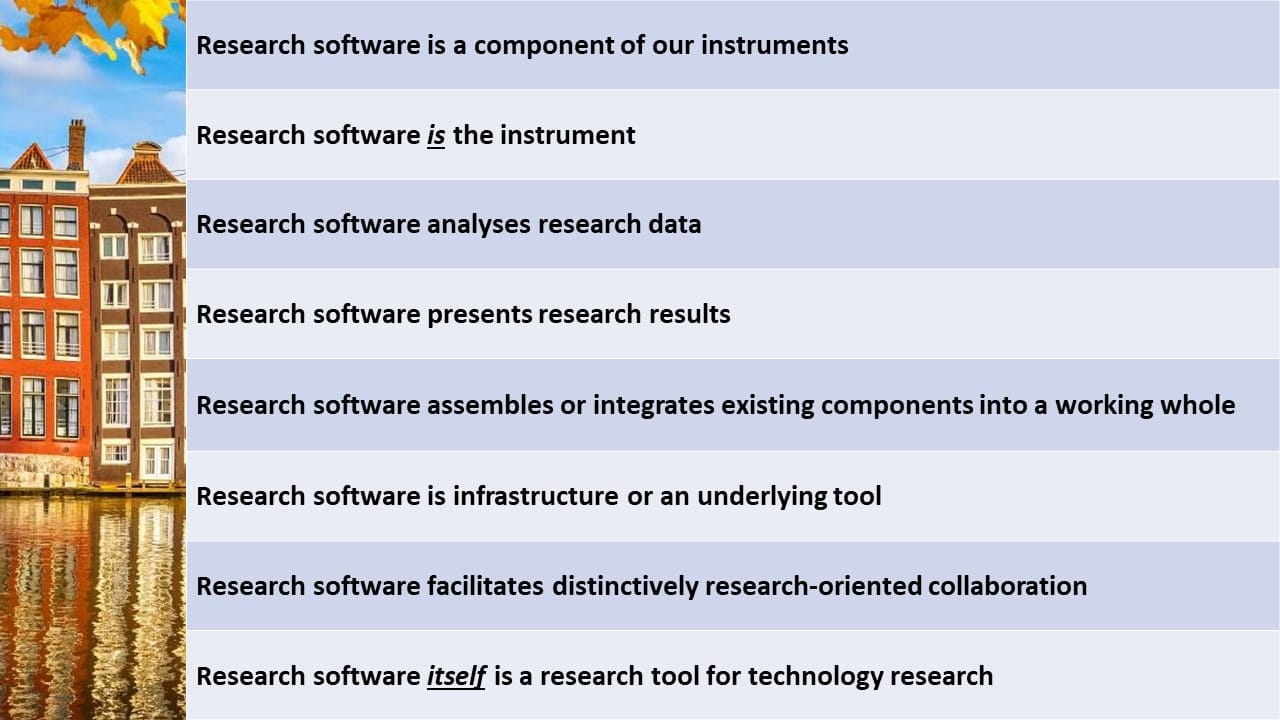 Research software is a component of our instruments
Research software is the instrument
Research software analyses research data
Research software presents research results
Research software assembles or integrates existing components into a working whole
Research software is infrastructure or an underlying tool
Research software facilitates distinctively research-oriented collaboration
Research software itself is a research tool for technology research